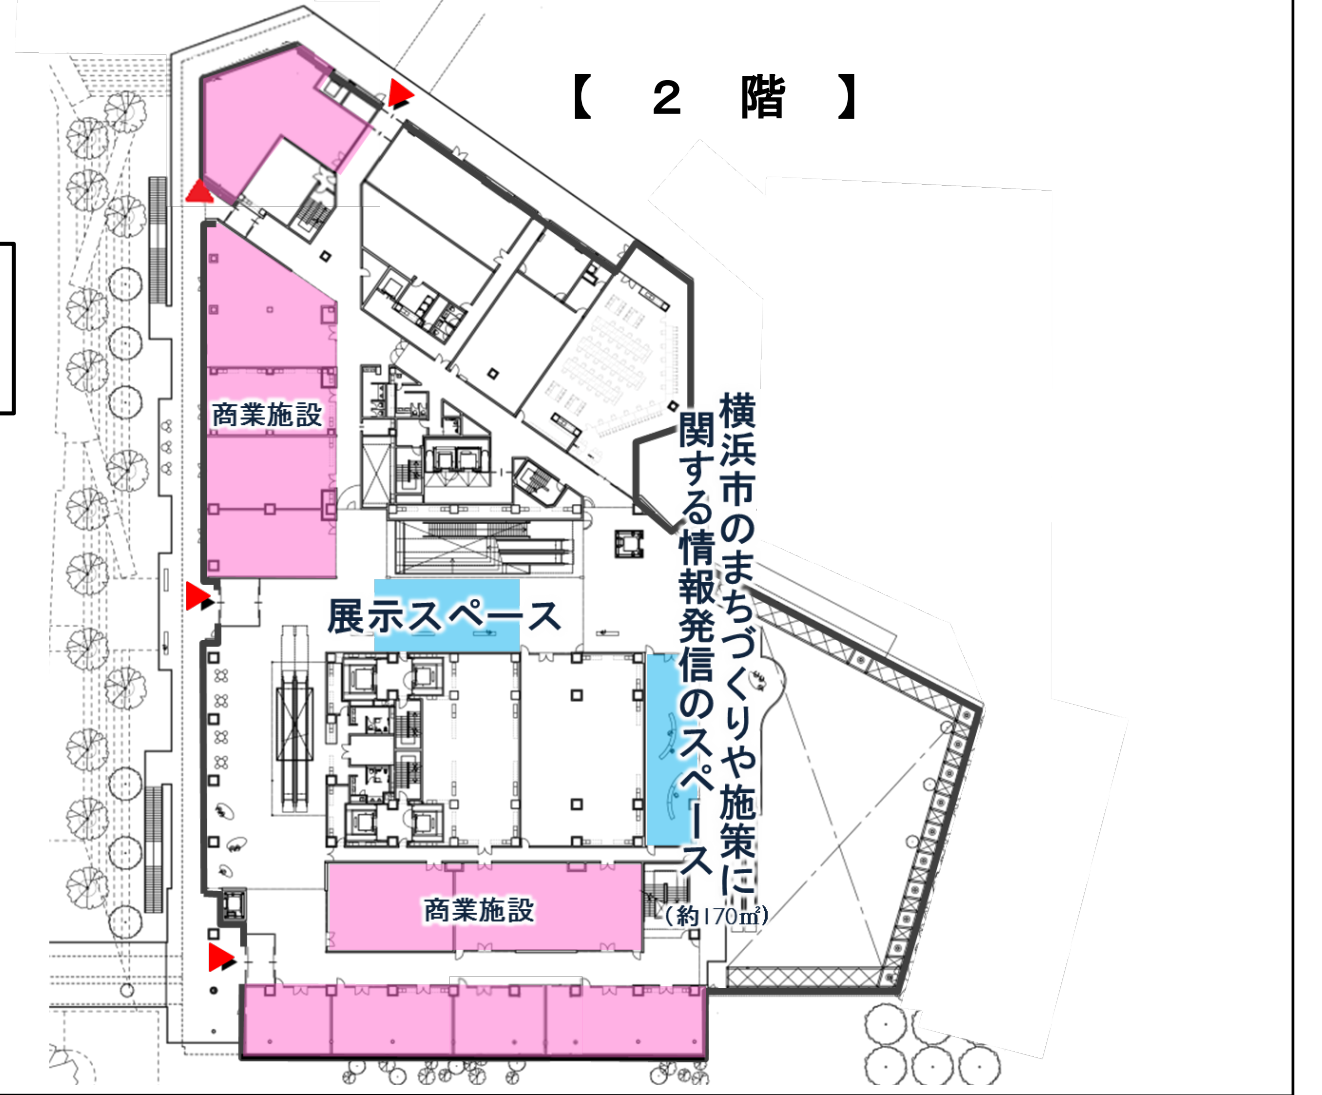 【　２　階　】
商業施設
横浜市のまちづくりや施策に
関する情報発信のスペース
展示スペース
商業施設
（約170㎡）